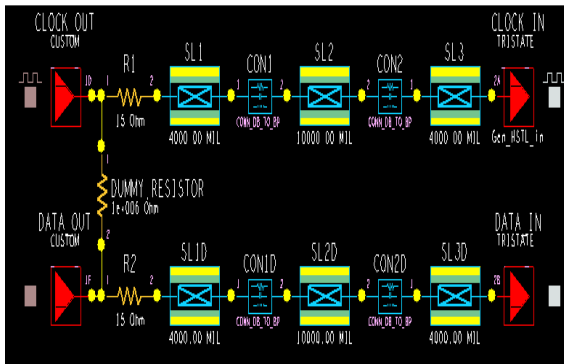 CLOCK OUT
CUSTOM
CLOCK IN
TRISTATE
R1
SL1
CON1
SL2
CON2
SL3
1D
1
2
1
2
1
2
2A
15 Ohm
4000.00 MIL
CONN_DB_TO_BP
10000.00 MIL
CONN_DB_TO_BP
4000.00 MIL
Gen_HSTL_in
1
DUMMY RESISTOR
1e+006 Ohm
2
DATA OUT
CUSTOM
DATA IN
TRISTATE
R2
SL1D
CON1D
SL2D
CON2D
SL3D
1F
1
2
1
2
1
2
2B
15 Ohm
4000.00 MIL
CONN_DB_TO_BP
10000.00 MIL
CONN_DB_TO_BP
4000.00 MIL